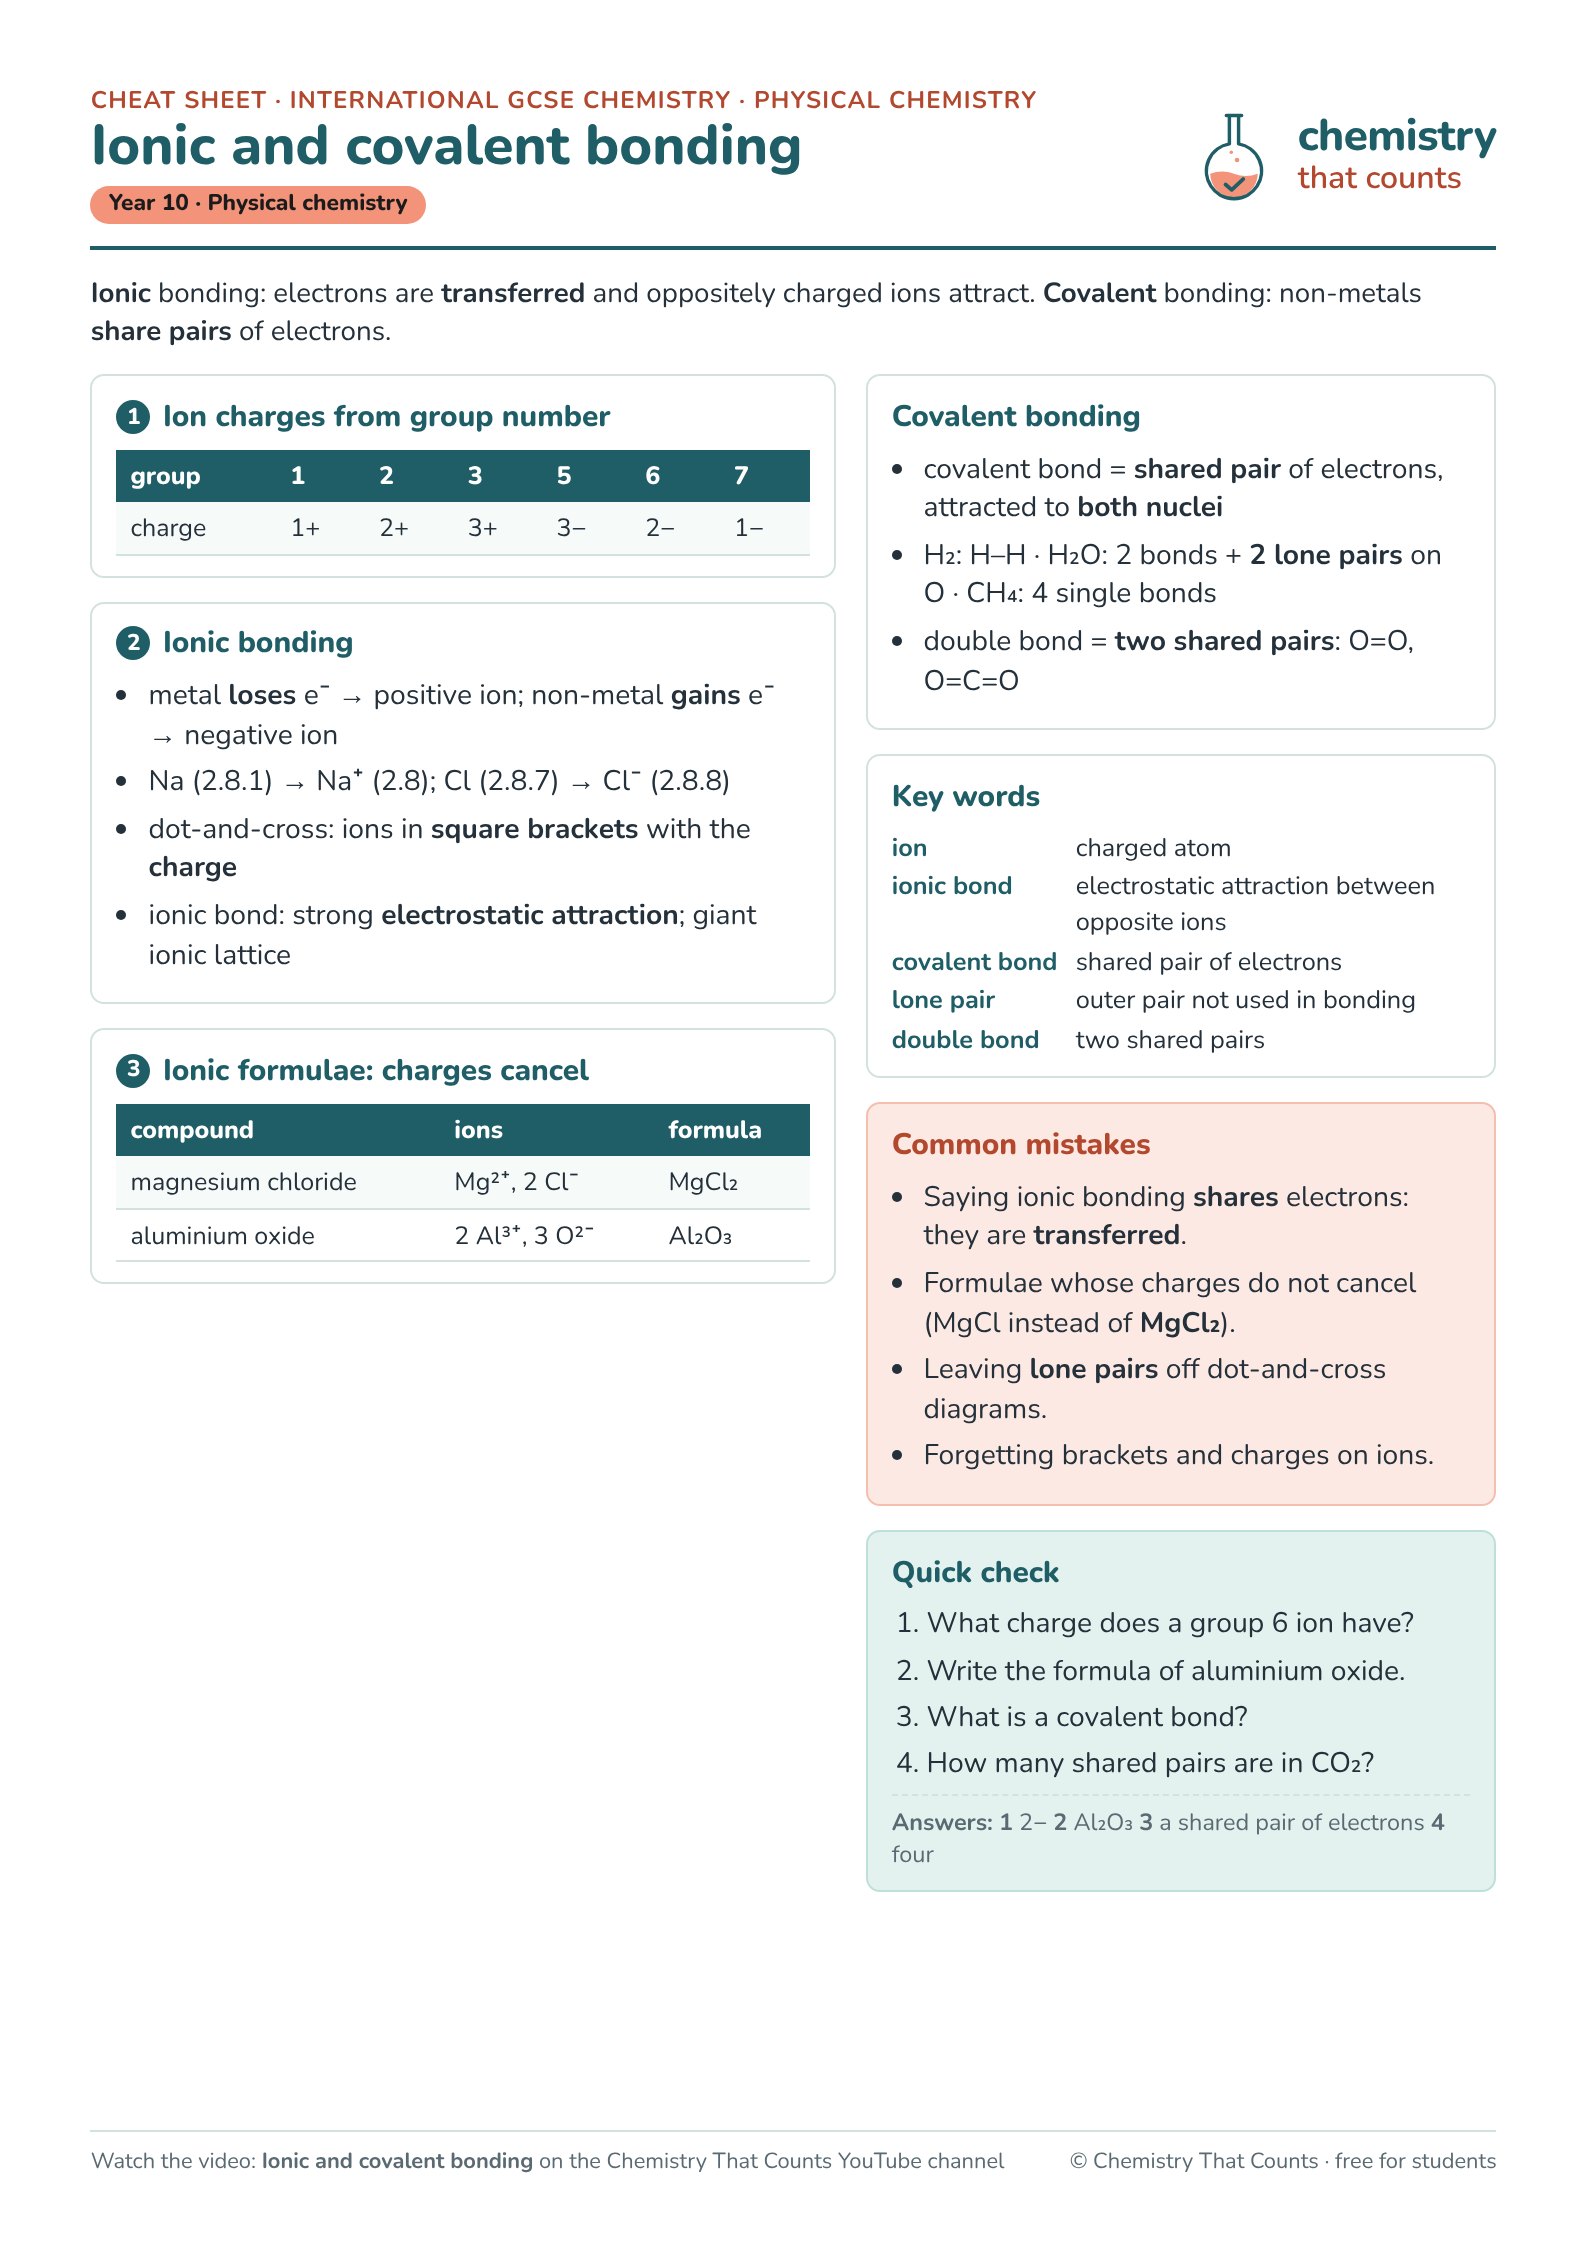 CHEAT SHEET · INTERNATIONAL GCSE CHEMISTRY · PHYSICAL CHEMISTRY
Ionic and covalent bonding
Year 10 · Physical chemistry
chemistry
that counts
Ionic bonding: electrons are transferred and oppositely charged ions attract. Covalent bonding: non-metals
share pairs of electrons.
1 Ion charges from group number
group 1 2 3 5 6 7
charge 1+ 2+ 3+ 3− 2− 1−
2 Ionic bonding
• metal loses e⁻ → positive ion; non-metal gains e⁻
→ negative ion
• Na (2.8.1) → Na⁺ (2.8); Cl (2.8.7) → Cl⁻ (2.8.8)
• dot-and-cross: ions in square brackets with the
charge
• ionic bond: strong electrostatic attraction; giant
ionic lattice
3 Ionic formulae: charges cancel
compound ions formula
magnesium chloride Mg²⁺, 2 Cl⁻ MgCl₂
aluminium oxide 2 Al³⁺, 3 O²⁻ Al₂O₃
Covalent bonding
• covalent bond = shared pair of electrons,
attracted to both nuclei
• H₂: H–H · H₂O: 2 bonds + 2 lone pairs on
O · CH₄: 4 single bonds
• double bond = two shared pairs: O=O,
O=C=O
Key words
ion charged atom
ionic bond electrostatic attraction between
opposite ions
covalent bond shared pair of electrons
lone pair outer pair not used in bonding
double bond two shared pairs
Common mistakes
• Saying ionic bonding shares electrons:
they are transferred.
• Formulae whose charges do not cancel
(MgCl instead of MgCl₂).
• Leaving lone pairs off dot-and-cross
diagrams.
• Forgetting brackets and charges on ions.
Quick check
1. What charge does a group 6 ion have?
2. Write the formula of aluminium oxide.
3. What is a covalent bond?
4. How many shared pairs are in CO₂?
Answers: 1 2− 2 Al₂O₃ 3 a shared pair of electrons 4
four
Watch the video: Ionic and covalent bonding on the Chemistry That Counts YouTube channel
© Chemistry That Counts · free for students